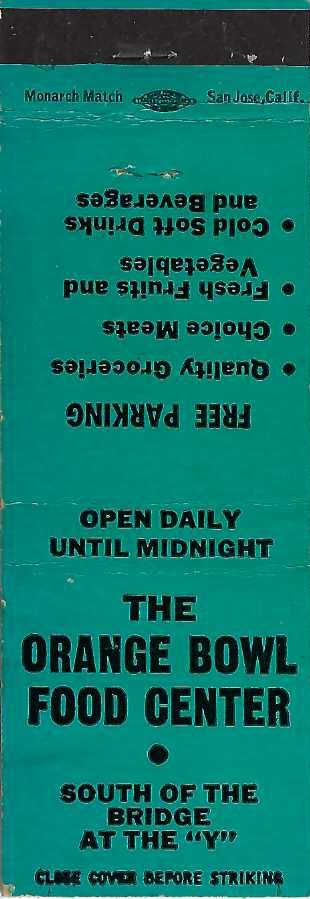 Monarch Match San Jose, Calif.
FREE PARKING
• Quality Groceries
• Choice Meats
• Fresh Fruits and
Vegetables
• Cold Soft Drinks
and Beverages
OPEN DAILY
UNTIL MIDNIGHT
THE
ORANGE BOWL
FOOD CENTER
•
SOUTH OF THE
BRIDGE
AT THE "Y"
CLOSE COVER BEFORE STRIKING